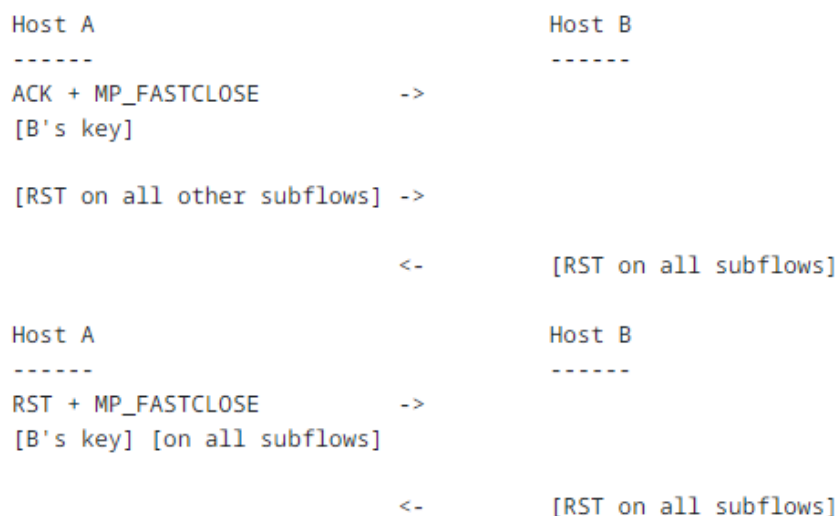 Host A                                 Host B
------                                 ------
ACK + MP_FASTCLOSE          ->
[B's key]
[RST on all other subflows] ->
                            <-         [RST on all subflows]
Host A                                 Host B
------                                 ------
RST + MP_FASTCLOSE          ->
[B's key] [on all subflows]
                            <-         [RST on all subflows]